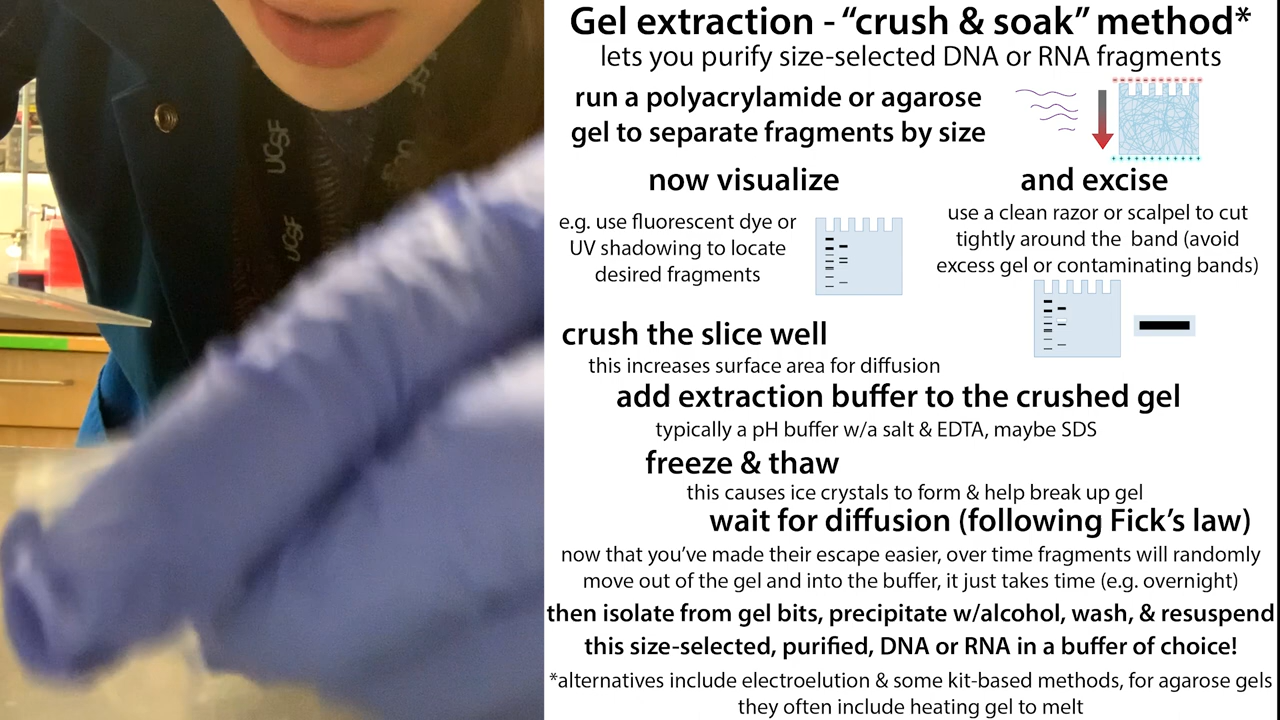 UCSF
UCSF
Gel extraction - “crush & soak” method*
lets you purify size-selected DNA or RNA fragments
run a polyacrylamide or agarose
gel to separate fragments by size
now visualize
e.g. use fluorescent dye or
UV shadowing to locate
desired fragments
and excise
use a clean razor or scalpel to cut
tightly around the band (avoid
excess gel or contaminating bands)
crush the slice well
this increases surface area for diffusion
add extraction buffer to the crushed gel
typically a pH buffer w/a salt & EDTA, maybe SDS
freeze & thaw
this causes ice crystals to form & help break up gel
wait for diffusion (following Fick’s law)
now that you’ve made their escape easier, over time fragments will randomly
move out of the gel and into the buffer, it just takes time (e.g. overnight)
then isolate from gel bits, precipitate w/alcohol, wash, & resuspend
this size-selected, purified, DNA or RNA in a buffer of choice!
*alternatives include electroelution & some kit-based methods, for agarose gels
they often include heating gel to melt